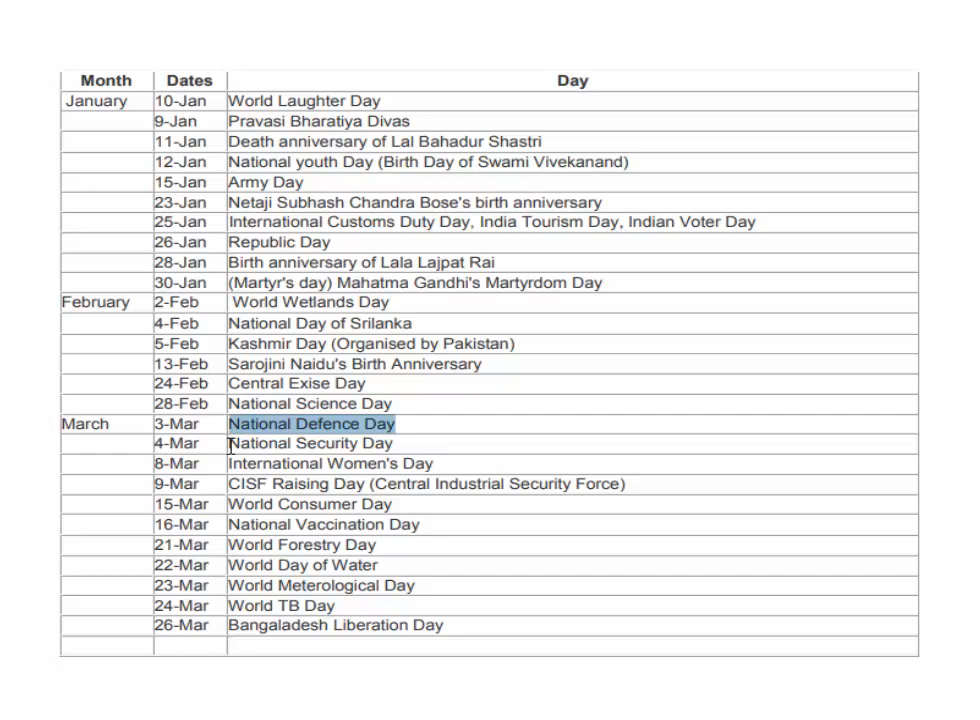 Month Dates Day
January 10-Jan World Laughter Day
9-Jan Pravasi Bharatiya Divas
11-Jan Death anniversary of Lal Bahadur Shastri
12-Jan National youth Day (Birth Day of Swami Vivekanand)
15-Jan Army Day
23-Jan Netaji Subhash Chandra Bose's birth anniversary
25-Jan International Customs Duty Day, India Tourism Day, Indian Voter Day
26-Jan Republic Day
28-Jan Birth anniversary of Lala Lajpat Rai
30-Jan (Martyr's day) Mahatma Gandhi's Martyrdom Day
February 2-Feb World Wetlands Day
4-Feb National Day of Srilanka
5-Feb Kashmir Day (Organised by Pakistan)
13-Feb Sarojini Naidu's Birth Anniversary
24-Feb Central Exise Day
28-Feb National Science Day
March 3-Mar National Defence Day
4-Mar National Security Day
8-Mar International Women's Day
9-Mar CISF Raising Day (Central Industrial Security Force)
15-Mar World Consumer Day
16-Mar National Vaccination Day
21-Mar World Forestry Day
22-Mar World Day of Water
23-Mar World Meterological Day
24-Mar World TB Day
26-Mar Bangaladesh Liberation Day